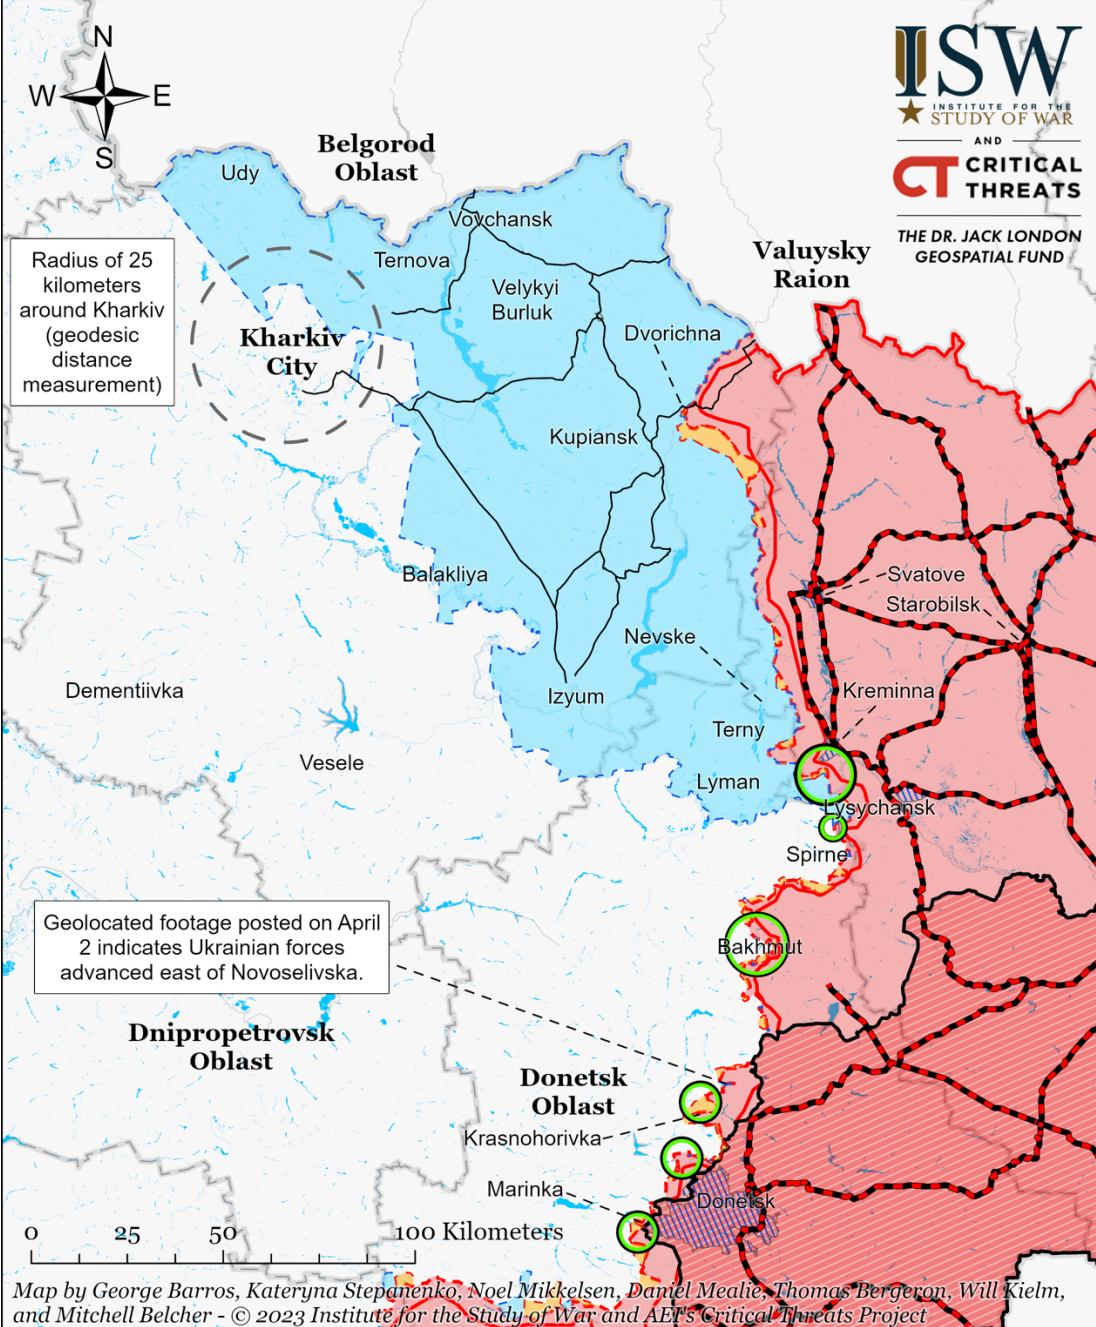 N
W
E
S
ISW
INSTITUTE FOR THE
STUDY OF WAR
AND
CT CRITICAL
THREATS
THE DR. JACK LONDON
GEOSPATIAL FUND
Belgorod
Oblast
Udy
Vovchansk
Ternova
Velykyi
Burluk
Valuysky
Raion
Radius of 25
kilometers
around Kharkiv
(geodesic
distance
measurement)
Kharkiv
City
Dvorichna
Kupiansk
Balakliya
Svatove
Starobilsk
Nevske
Dementiivka
Izyum
Kreminna
Terny
Vesele
Lyman
Lysychansk
Spirne
Geolocated footage posted on April
2 indicates Ukrainian forces
advanced east of Novoselivska.
Bakhmut
Dnipropetrovsk
Oblast
Donetsk
Oblast
Krasnohorivka
Marinka
Donetsk
0 25 50 100 Kilometers
Map by George Barros, Kateryna Stepanenko, Noel Mikkelsen, Daniel Mealie, Thomas Bergeron, Will Kielm,
and Mitchell Belcher - © 2023 Institute for the Study of War and AEI's Critical Threats Project